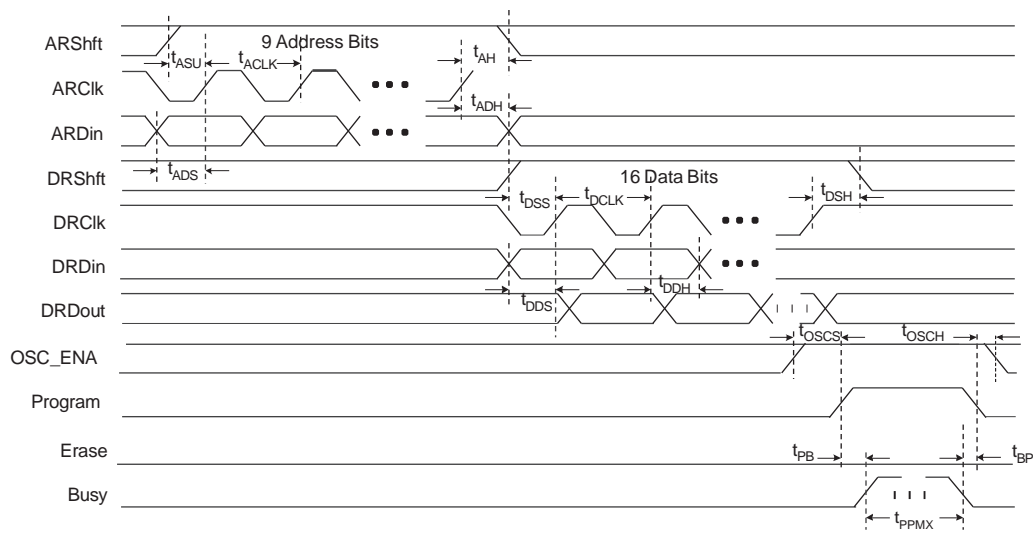 ARShft
9 Address Bits
tASU
tACLK
tAH
ARClk
tADH
ARDin
tADS
DRShft
16 Data Bits
tDSS
tDCLK
tDSH
DRClk
DRDin
tDDS
tDDH
DRDout
tOSCS
tOSCH
OSC_ENA
Program
Erase
tPB
tBP
Busy
tPPMX